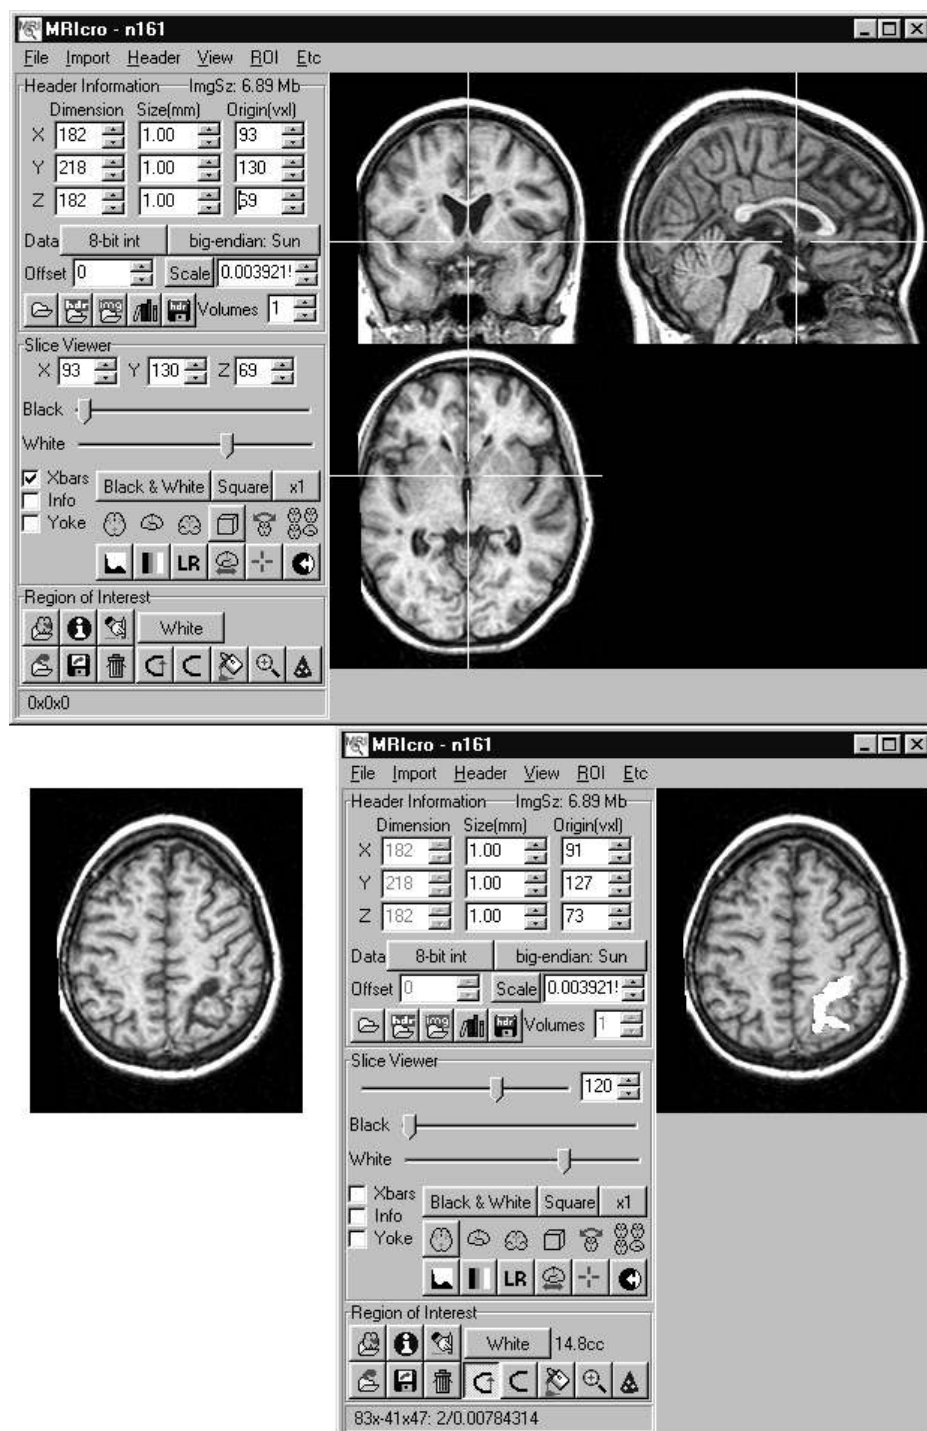 MRIcro - n161
File Import Header View ROI Etc
Header Information ImgSz: 6.89 Mb
Dimension Size(mm) Origin(vxl)
X 182 1.00 93
Y 218 1.00 130
Z 182 1.00 69
Data 8-bit int big-endian: Sun
Offset 0 Scale 0.003921!
hdr img hdr Volumes 1
Slice Viewer
X 93 Y 130 Z 69
Black
White
Xbars Black & White Square x1
Info
Yoke
LR
Region of Interest
White
0x0x0
MRIcro - n161
File Import Header View ROI Etc
Header Information ImgSz: 6.89 Mb
Dimension Size(mm) Origin(vxl)
X 182 1.00 91
Y 218 1.00 127
Z 182 1.00 73
Data 8-bit int big-endian: Sun
Offset 0 Scale 0.003921!
hdr img hdr Volumes 1
Slice Viewer
120
Black
White
Xbars Black & White Square x1
Info
Yoke
LR
Region of Interest
White 14.8cc
83x-41x47: 2/0.00784314